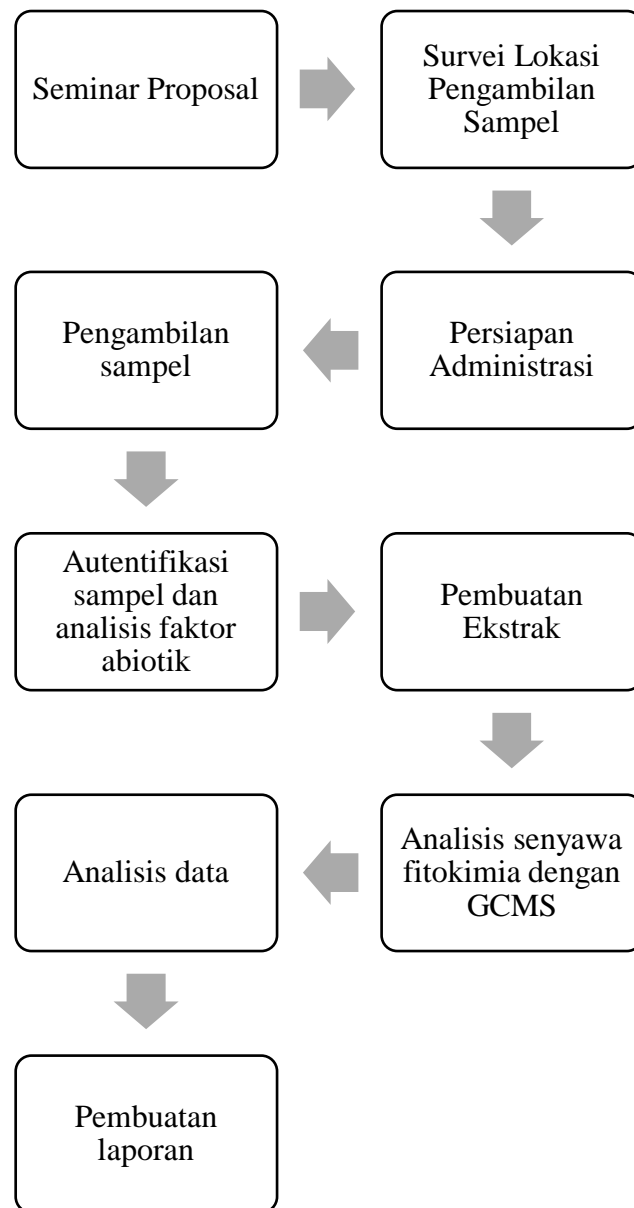 Seminar Proposal
Survei Lokasi
Pengambilan
Sampel
Persiapan
Administrasi
Pengambilan
sampel
Autentifikasi
sampel dan
analisis faktor
abiotik
Pembuatan
Ekstrak
Analisis senyawa
fitokimia dengan
GCMS
Analisis data
Pembuatan
laporan